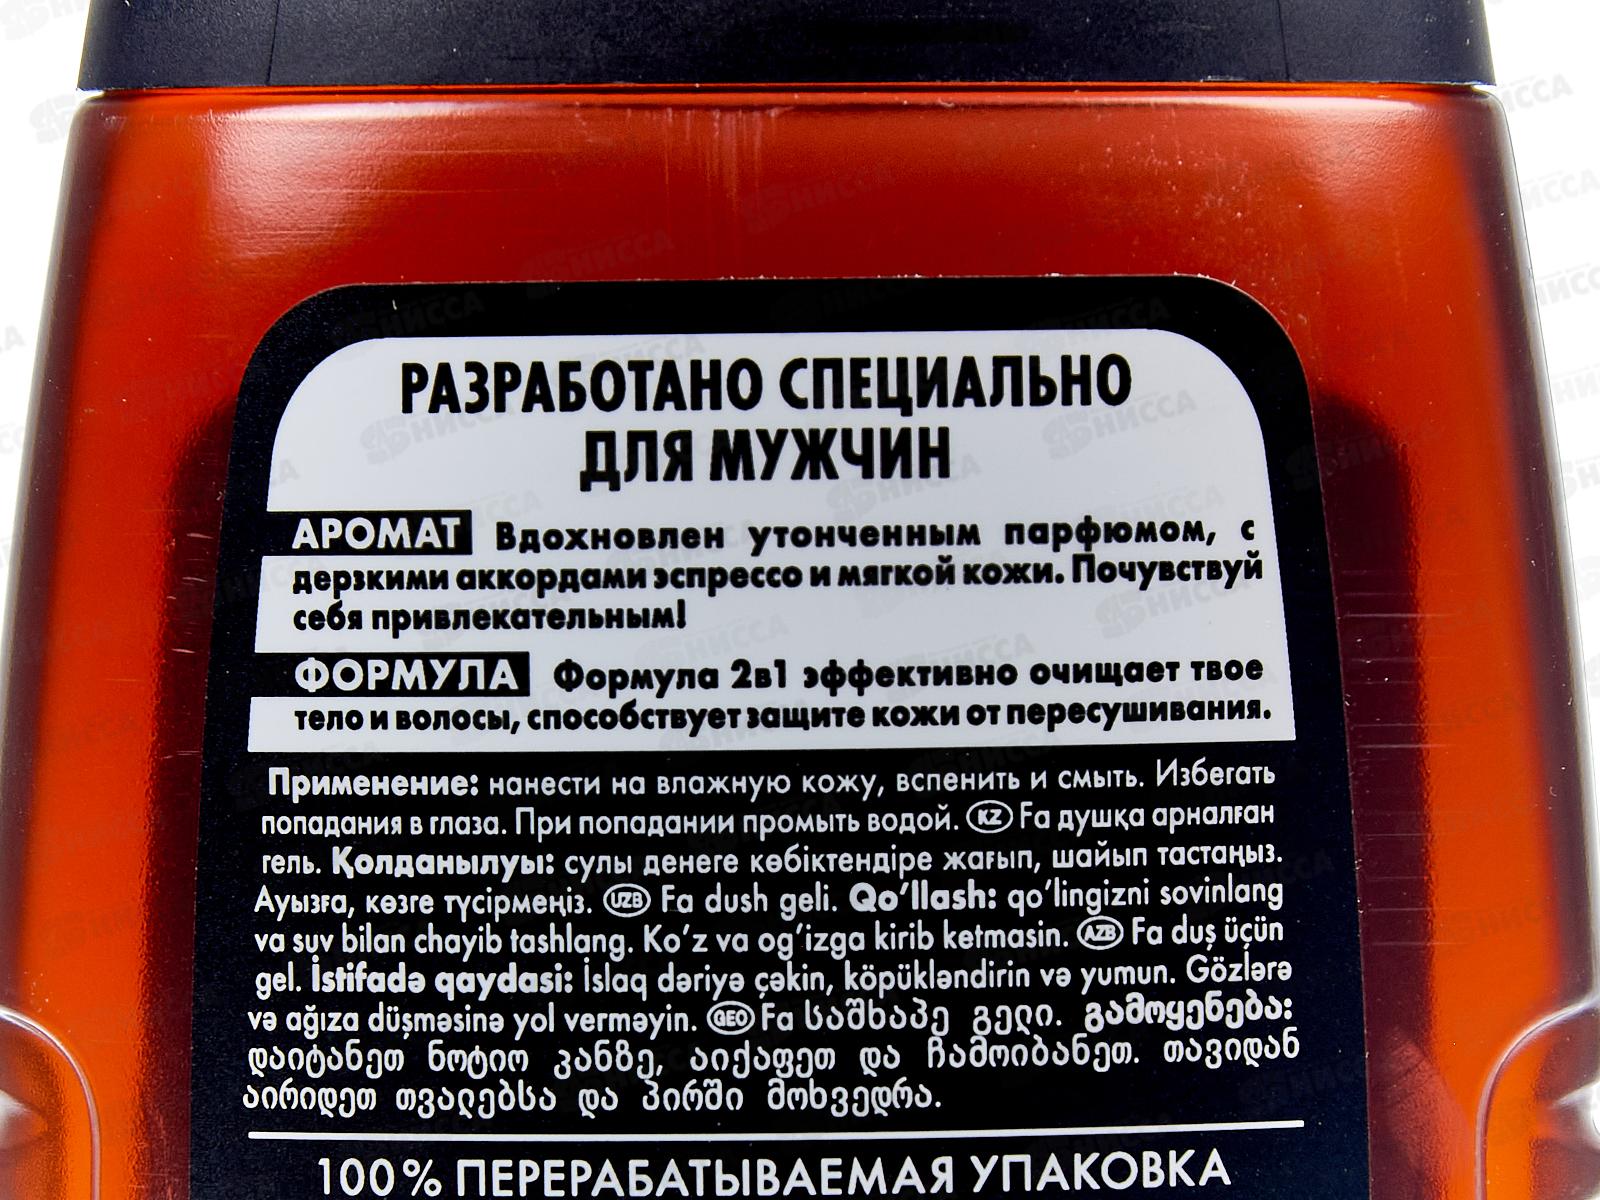 РАЗРАБОТАНО СПЕЦИАЛЬНО
ДЛЯ МУЖЧИН
АРОМАТ Вдохновлен утонченным парфюмом, с
дерзкими аккордами эспрессо и мягкой кожи. Почувствуй
себя привлекательным!
ФОРМУЛА Формула 2в1 эффективно очищает твое
тело и волосы, способствует защите кожи от пересушивания.
Применение: нанести на влажную кожу, вспенить и смыть. Избегать
попадания в глаза. При попадании промыть водой. KZ Fa душқа арналған
гель. Қолданылуы: сулы денеге көбіктендіре жағып, шайып тастаңыз.
Ауызға, көзге түсірмеңіз. UZB Fa dush geli. Qo'llash: qo'lingizni sovinlang
va suv bilan chayib tashlang. Ko'z va og'izga kirib ketmasin. AZB Fa duş üçün
gel. İstifadə qaydasi: İslaq dəriyə çəkin, köpükləndirin və yumun. Gözlərə
və ağıza düşməsinə yol verməyin. GEO Fa საშხაპე გელი. გამოყენება:
დაიტანეთ ნოტიო კანზე, აიქაფეთ და ჩამოიბანეთ. თავიდან
აირიდეთ თვალებსა და პირში მოხვედრა.
100% ПЕРЕРАБАТЫВАЕМАЯ УПАКОВКА
НИССА